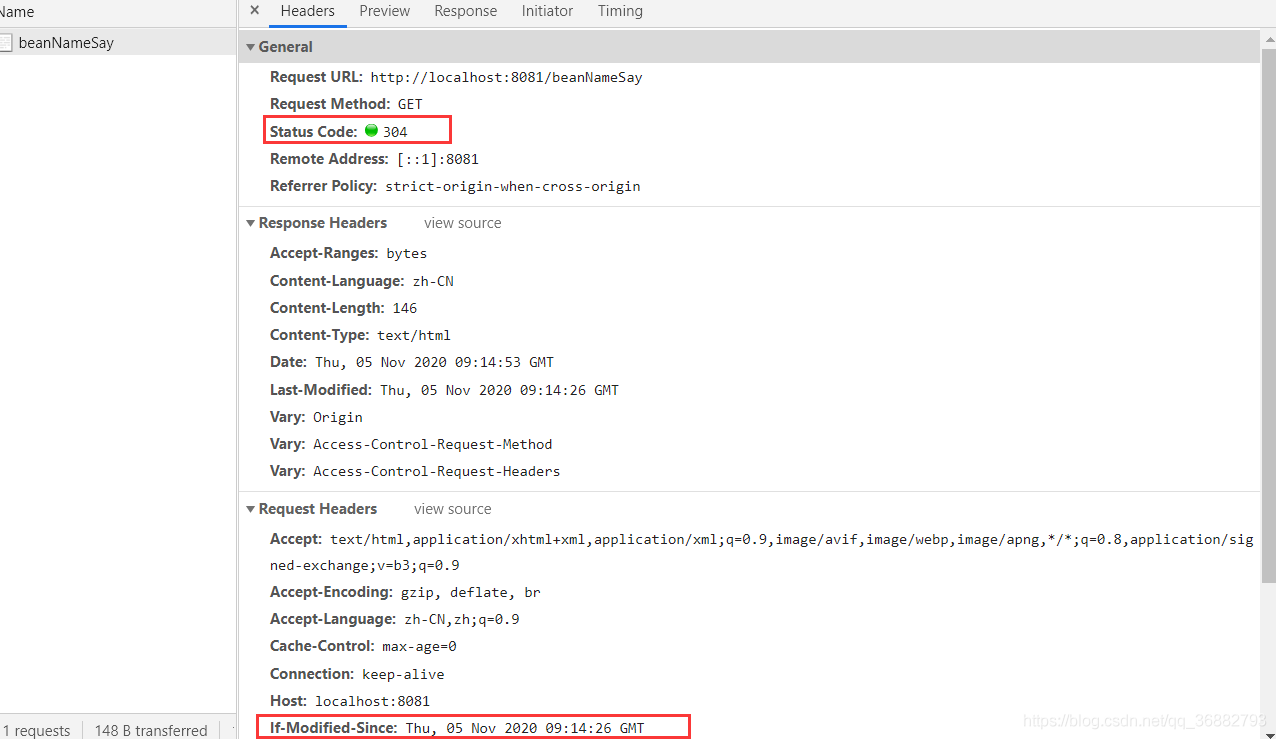 Name
× Headers Preview Response Initiator Timing
beanNameSay
General
Request URL: http://localhost:8081/beanNameSay
Request Method: GET
Status Code: 304
Remote Address: [::1]:8081
Referrer Policy: strict-origin-when-cross-origin
Response Headers view source
Accept-Ranges: bytes
Content-Language: zh-CN
Content-Length: 146
Content-Type: text/html
Date: Thu, 05 Nov 2020 09:14:53 GMT
Last-Modified: Thu, 05 Nov 2020 09:14:26 GMT
Vary: Origin
Vary: Access-Control-Request-Method
Vary: Access-Control-Request-Headers
Request Headers view source
Accept: text/html,application/xhtml+xml,application/xml;q=0.9,image/avif,image/webp,image/apng,*/*;q=0.8,application/sig
ned-exchange;v=b3;q=0.9
Accept-Encoding: gzip, deflate, br
Accept-Language: zh-CN,zh;q=0.9
Cache-Control: max-age=0
Connection: keep-alive
Host: localhost:8081
If-Modified-Since: Thu, 05 Nov 2020 09:14:26 GMT
1 requests 148 B transferred
https://blog.csdn.net/qq_36882793